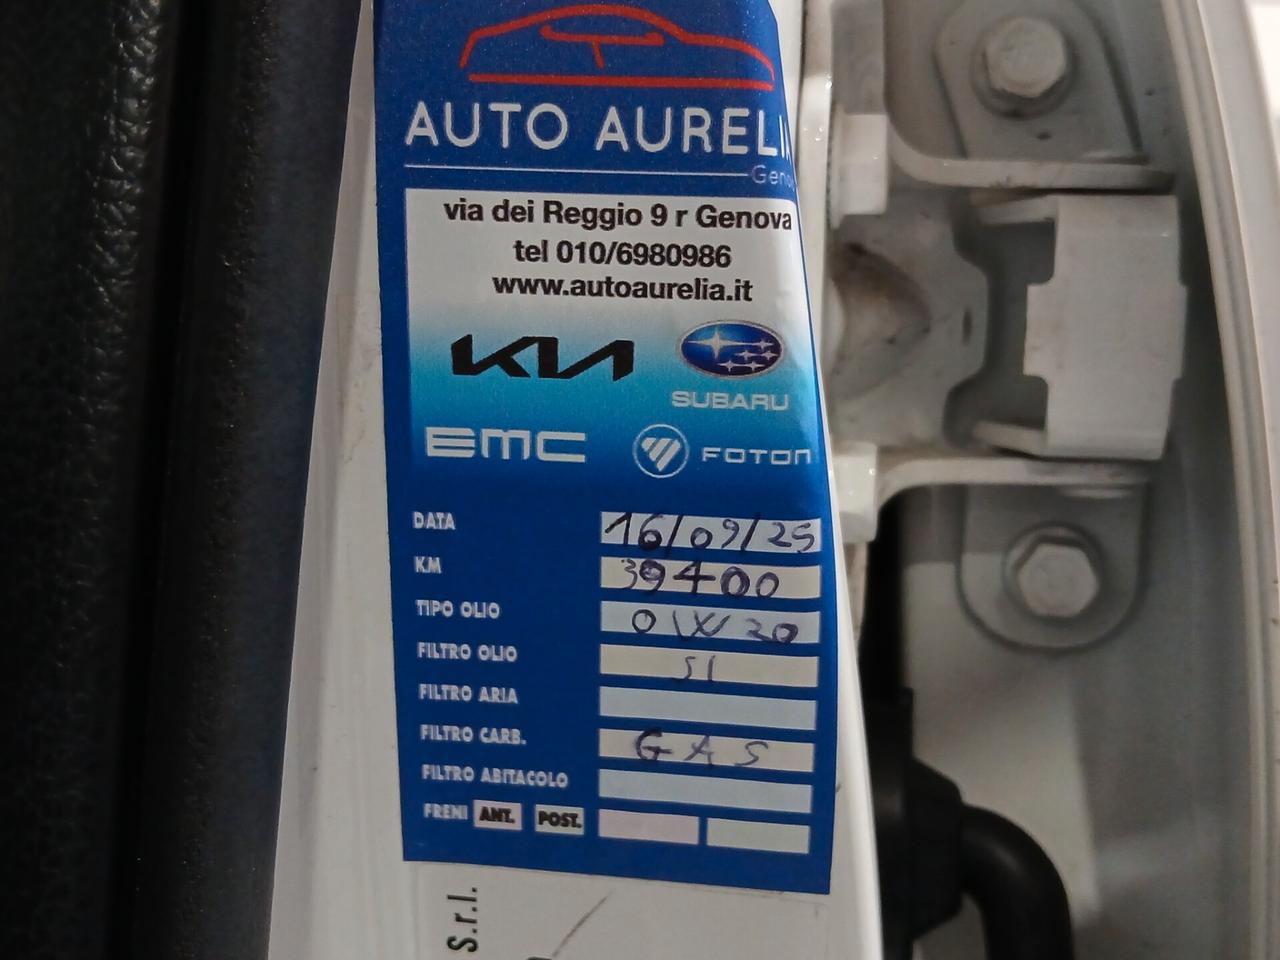 AUTO AURELIA
Geno
via dei Reggio 9 r Genova
tel 010/6980986
www.autoaurelia.it
KIA
SUBARU
EMC FOTON
DATA 16/09/25
KM 39400
TIPO OLIO 0W20
FILTRO OLIO SI
FILTRO ARIA
FILTRO CARB. GAS
FILTRO ABITACOLO
FRENI ANT. POST.
S.r.l.